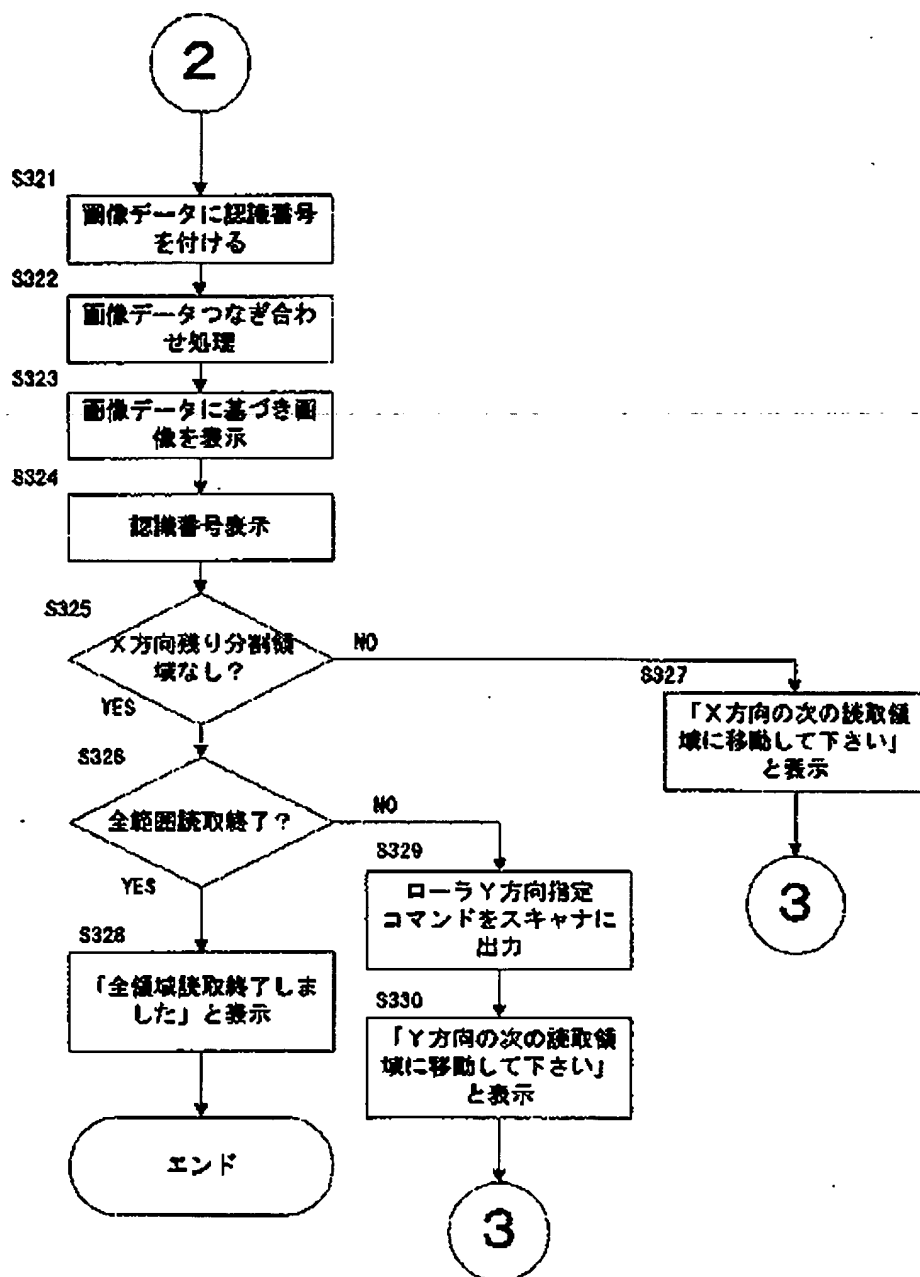 2
S321
画像データに認識番号
を付ける
S322
画像データつなぎ合わ
せ処理
S323
画像データに基づき画
像を表示
S324
認識番号表示
S325
X方向残り分割領
域なし?
NO
YES
S327
「X方向の次の読取領
域に移動して下さい」
と表示
3
S326
全範囲読取終了?
NO
YES
S329
ローラY方向指定
コマンドをスキャナに
出力
S328
「全領域読取終了しま
した」と表示
S330
「Y方向の次の読取領
域に移動して下さい」
と表示
エンド
3